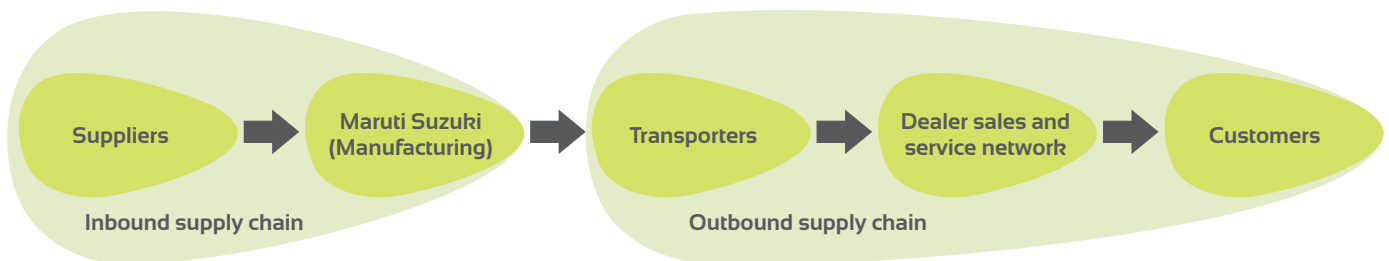 Suppliers
Maruti Suzuki
(Manufacturing)
Transporters
Dealer sales and
service network
Customers
Inbound supply chain
Outbound supply chain